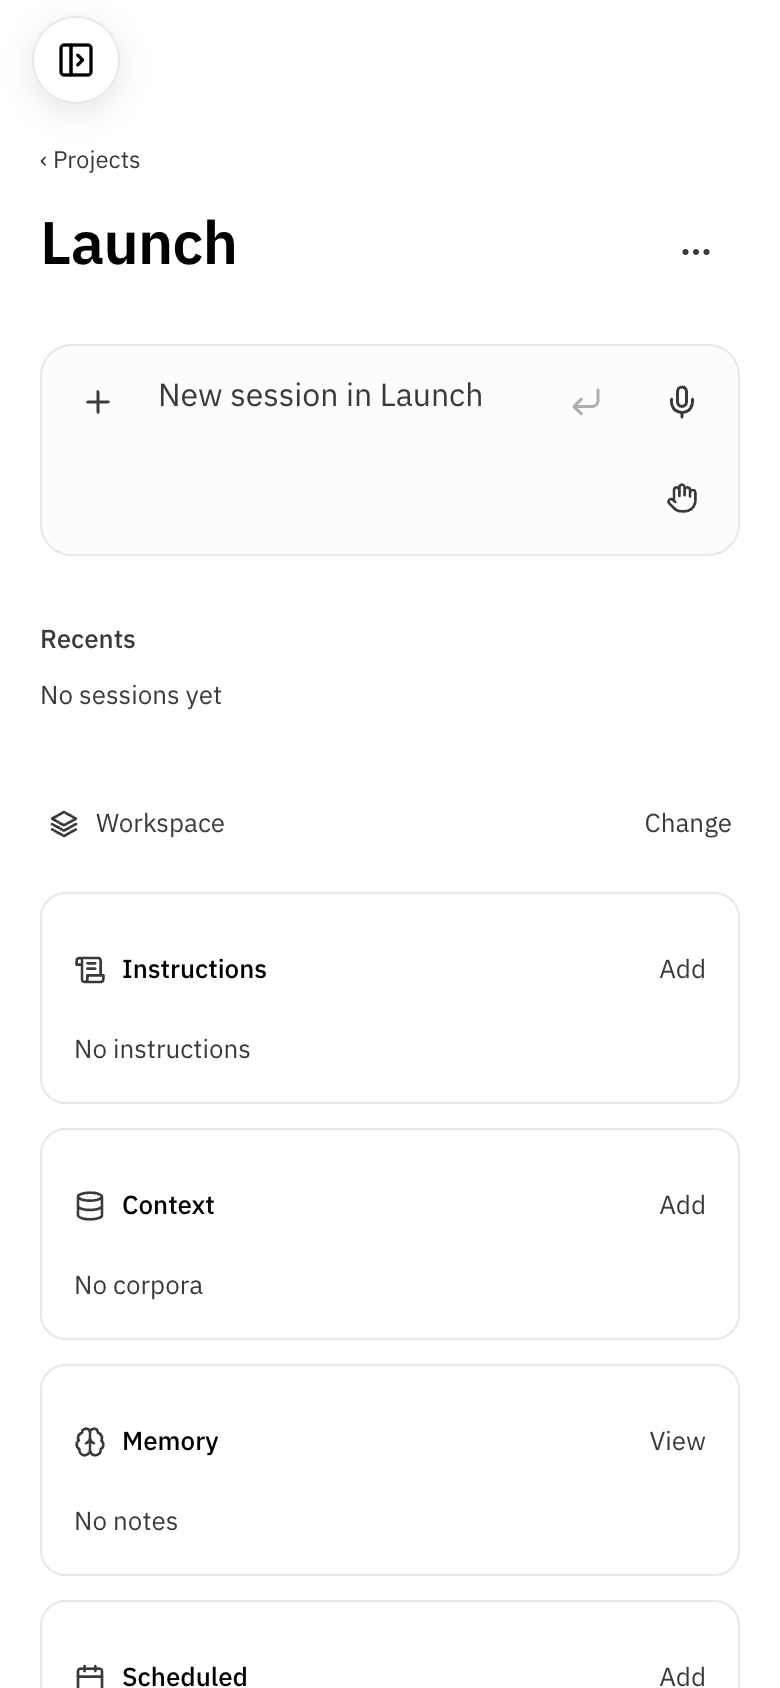 ‹ Projects
Launch
New session in Launch
Recents
No sessions yet
Workspace
Change
Instructions
Add
No instructions
Context
Add
No corpora
Memory
View
No notes
Scheduled
Add